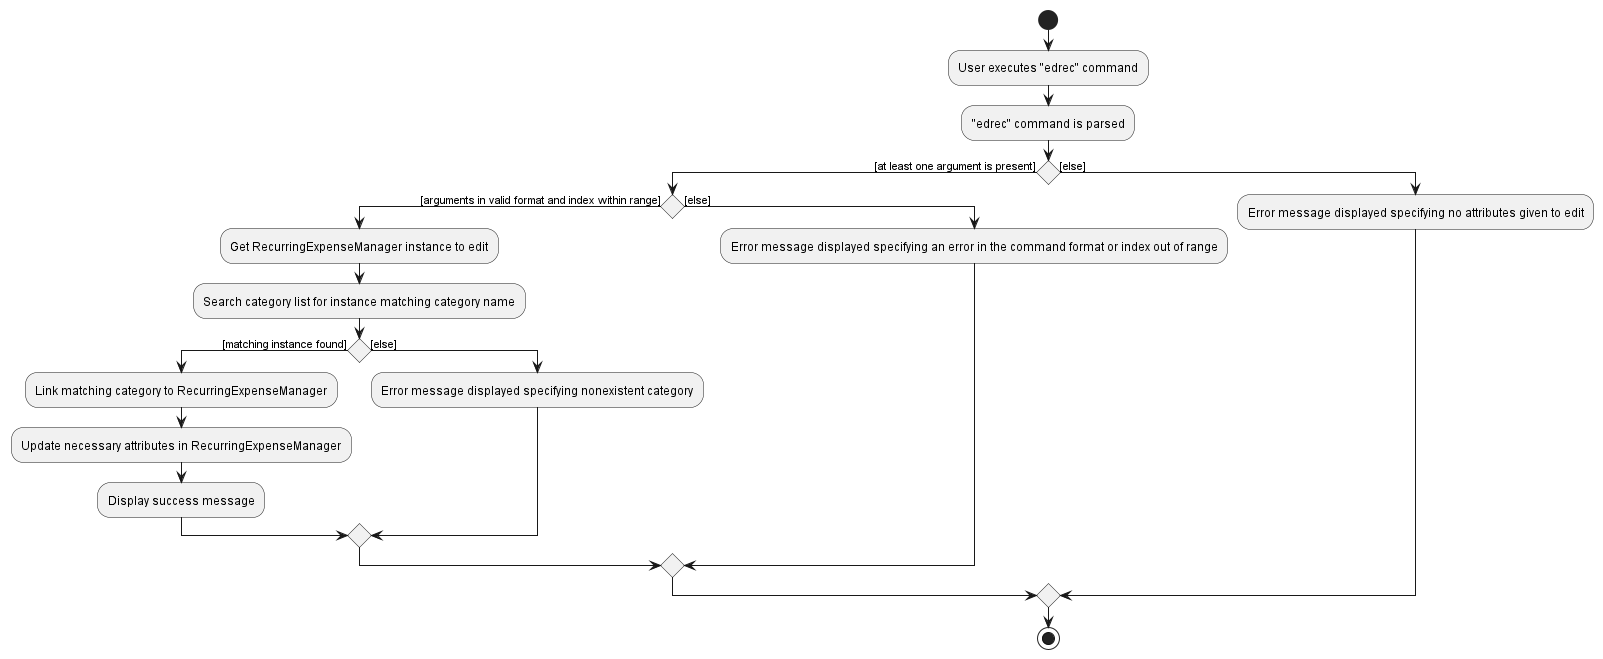 User executes "edrec" command
"edrec" command is parsed
[at least one argument is present]
[else]
[arguments in valid format and index within range]
[else]
Error message displayed specifying no attributes given to edit
Get RecurringExpenseManager instance to edit
Error message displayed specifying an error in the command format or index out of range
Search category list for instance matching category name
[matching instance found]
[else]
Link matching category to RecurringExpenseManager
Error message displayed specifying nonexistent category
Update necessary attributes in RecurringExpenseManager
Display success message